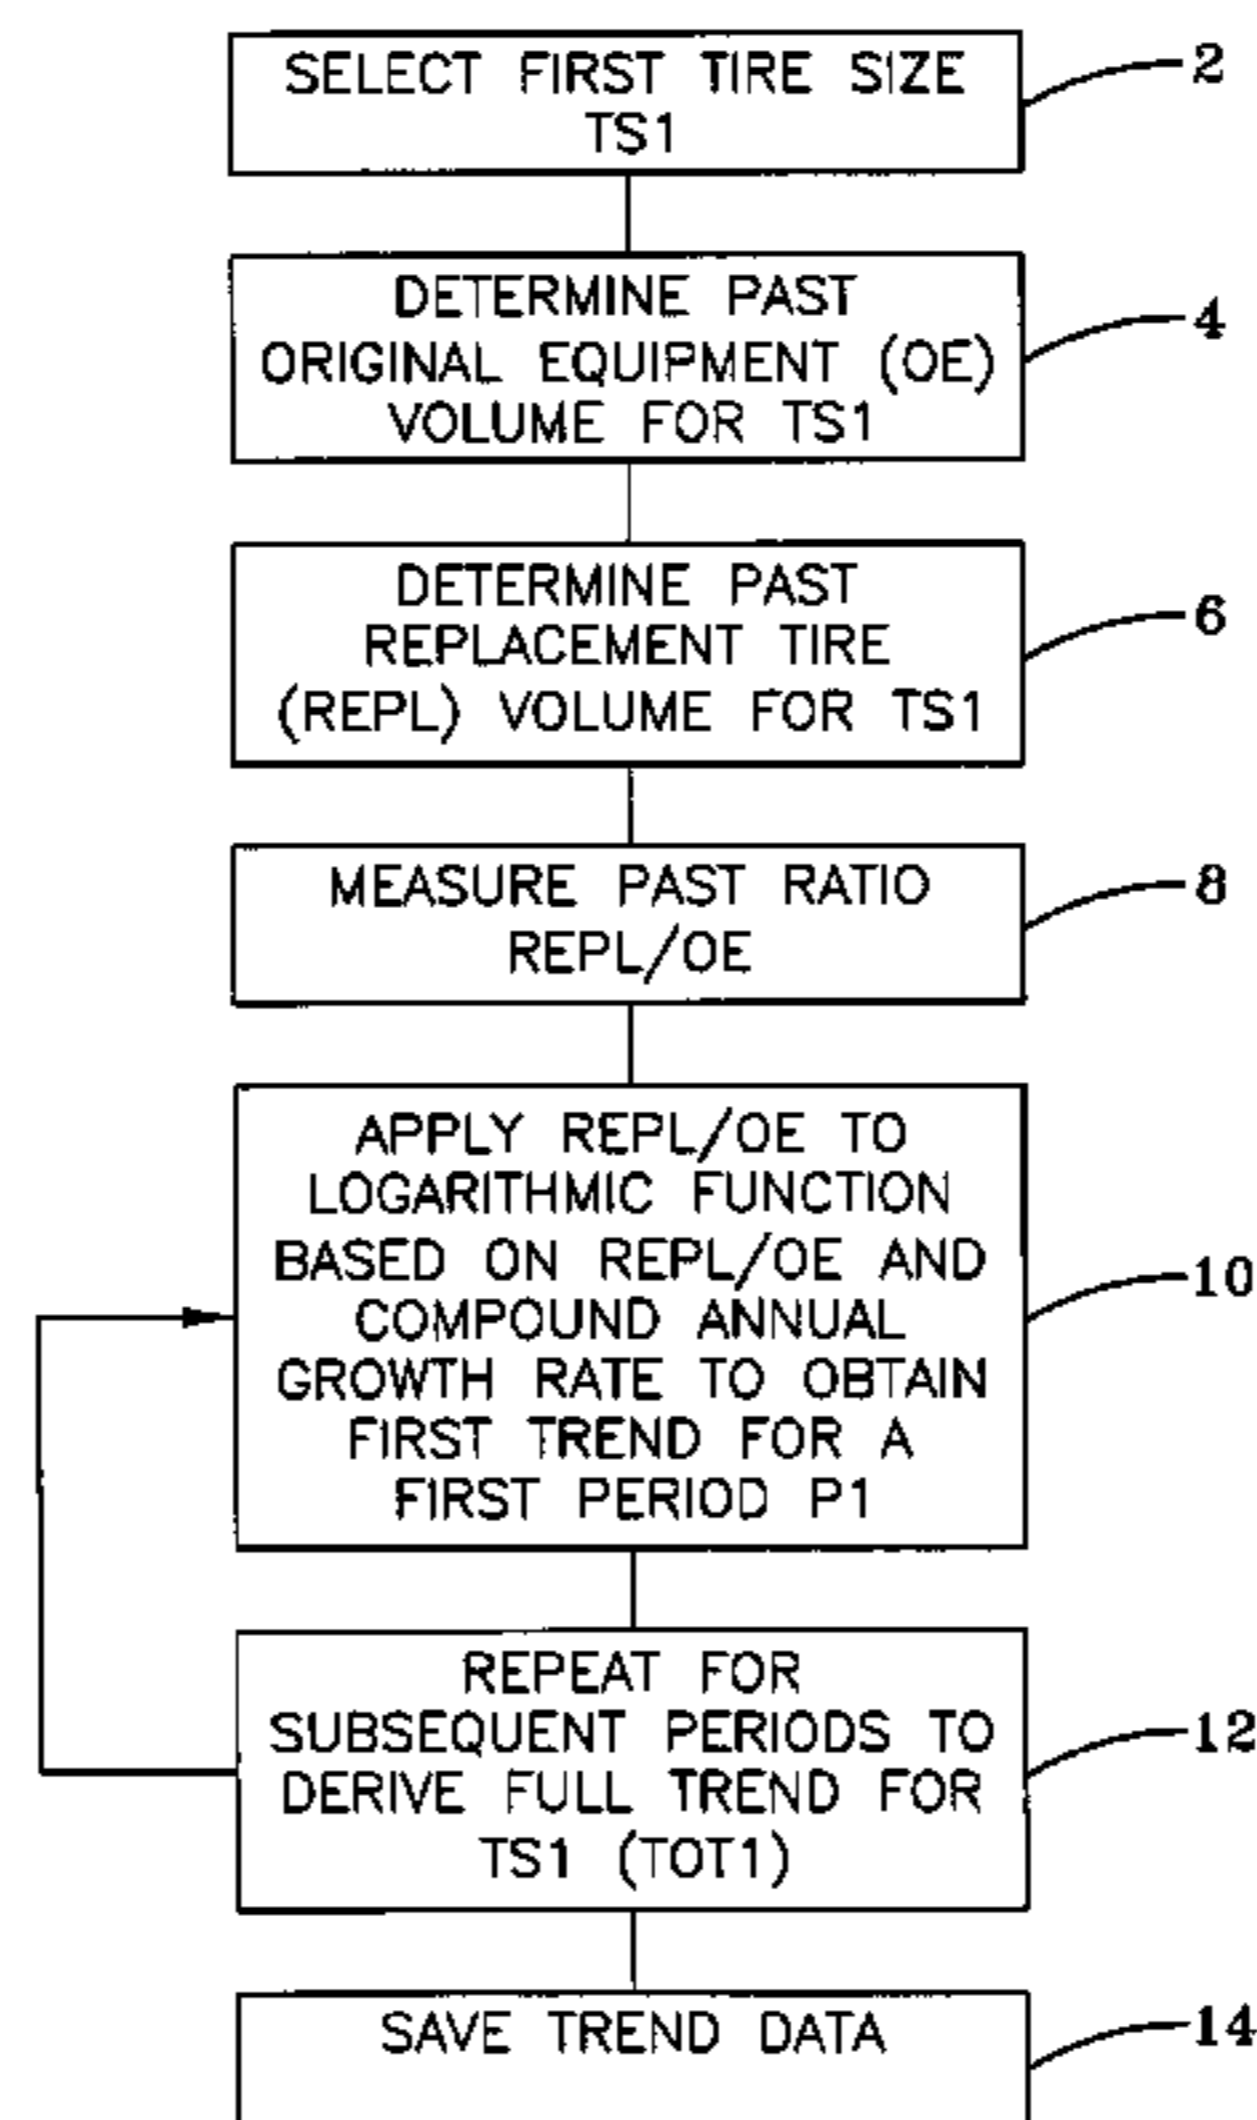 SELECT FIRST TIRE SIZE
TS1
2
DETERMINE PAST
ORIGINAL EQUIPMENT (OE)
VOLUME FOR TS1
4
DETERMINE PAST
REPLACEMENT TIRE
(REPL) VOLUME FOR TS1
6
MEASURE PAST RATIO
REPL/OE
8
APPLY REPL/OE TO
LOGARITHMIC FUNCTION
BASED ON REPL/OE AND
COMPOUND ANNUAL
GROWTH RATE TO OBTAIN
FIRST TREND FOR A
FIRST PERIOD P1
10
REPEAT FOR
SUBSEQUENT PERIODS TO
DERIVE FULL TREND FOR
TS1 (TOT1)
12
SAVE TREND DATA
14